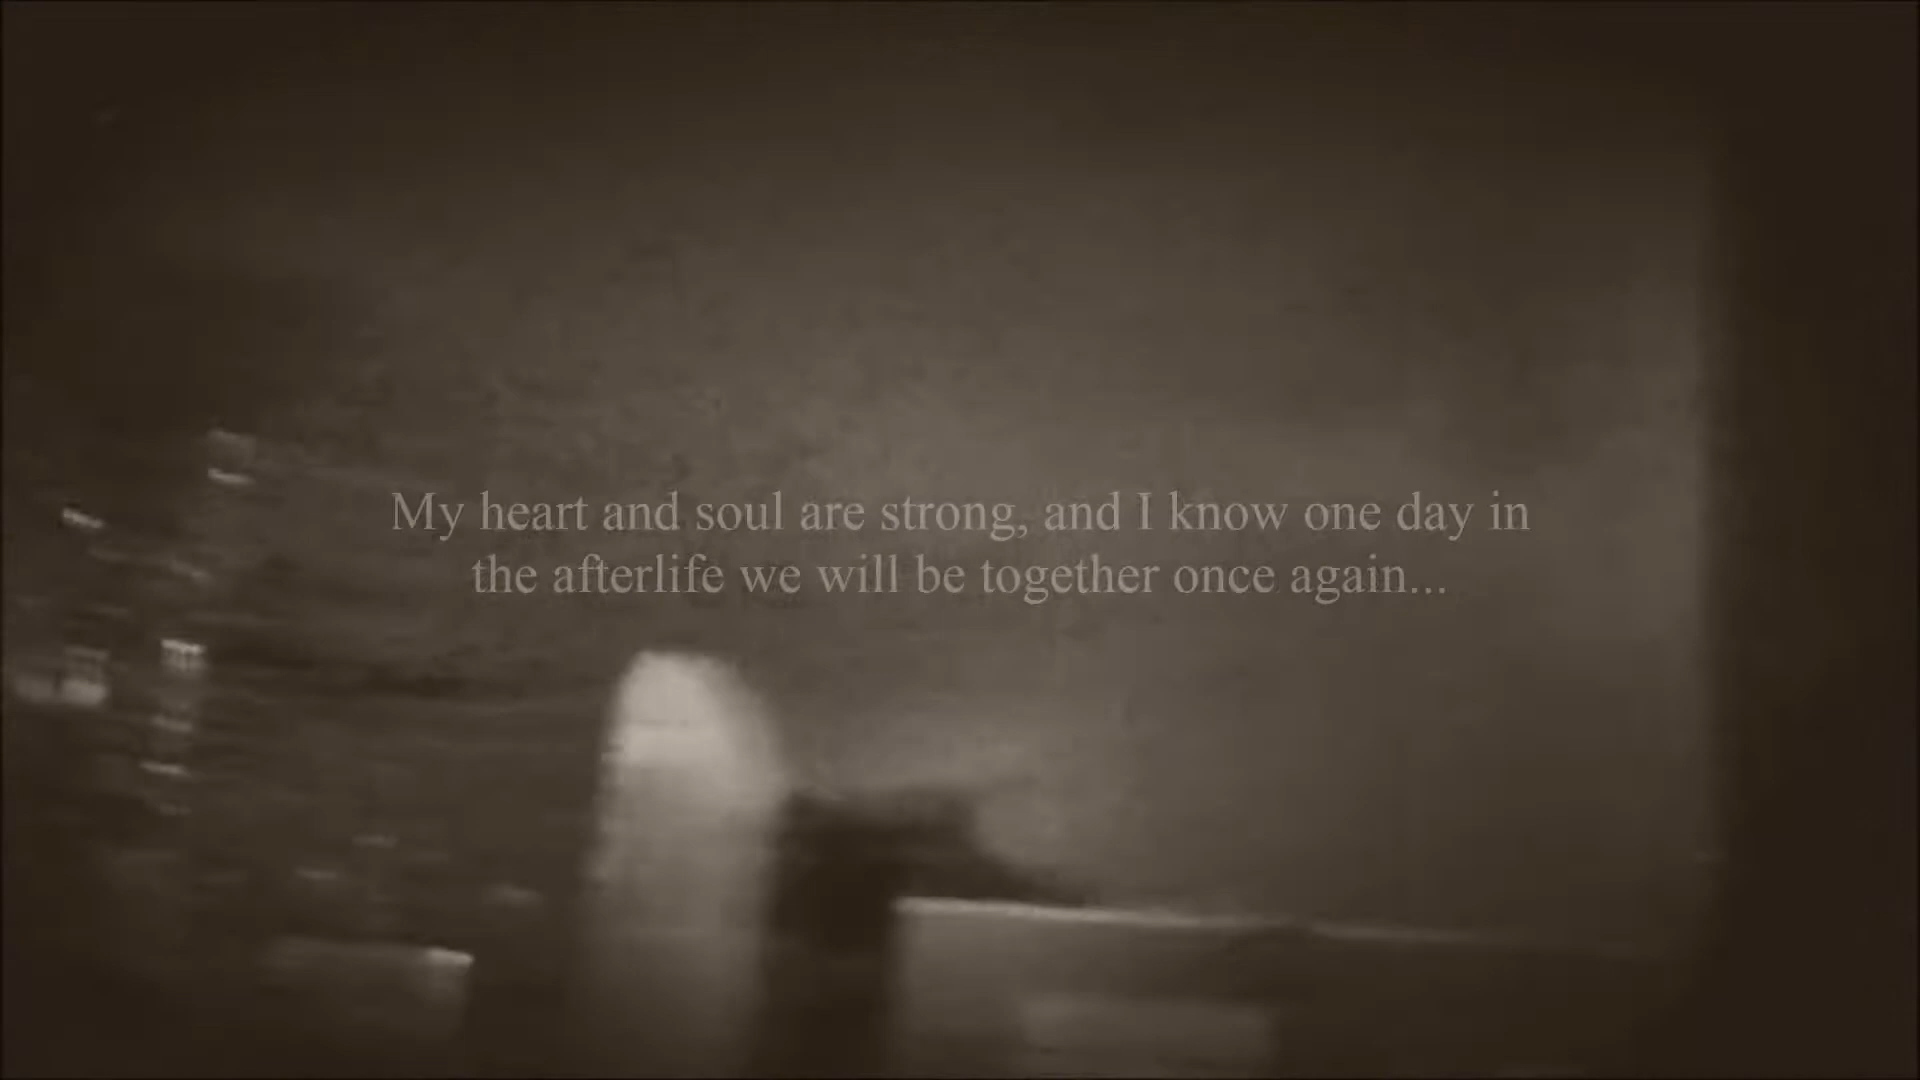 My heart and soul are strong, and I know one day in
the afterlife we will be together once again...